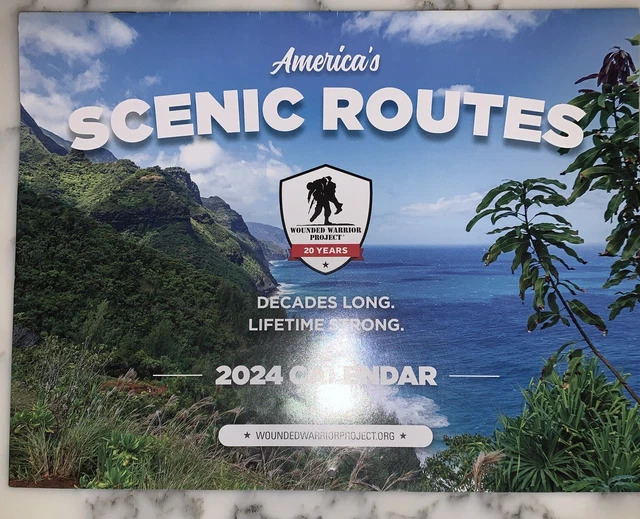 America's
SCENIC ROUTES
WOUNDED WARRIOR
PROJECT®
20 YEARS
DECADES LONG.
LIFETIME STRONG.
2024 CALENDAR
★ WOUNDEDWARRIORPROJECT.ORG ★